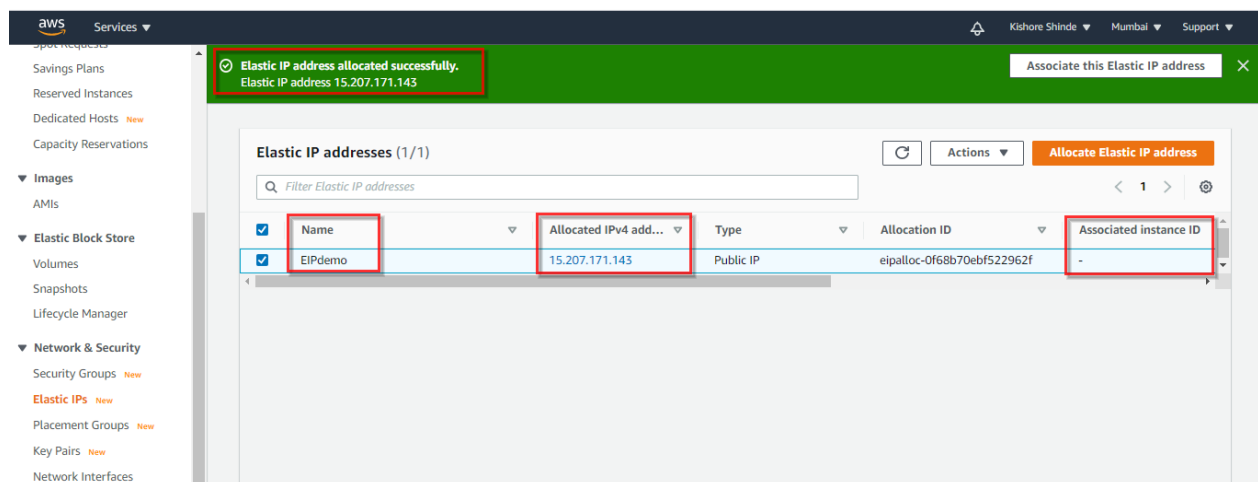 aws Services ▼ Kishore Shinde ▼ Mumbai ▼ Support ▼
Spot Requests
Savings Plans
Reserved Instances
Dedicated Hosts New
Capacity Reservations
▼ Images
AMIs
▼ Elastic Block Store
Volumes
Snapshots
Lifecycle Manager
▼ Network & Security
Security Groups New
Elastic IPs New
Placement Groups New
Key Pairs New
Network Interfaces
Elastic IP address allocated successfully.
Elastic IP address 15.207.171.143
Associate this Elastic IP address
Elastic IP addresses (1/1)
Actions ▼
Allocate Elastic IP address
Filter Elastic IP addresses
< 1 >
Name Allocated IPv4 add... Type Allocation ID Associated instance ID
EIPdemo 15.207.171.143 Public IP eipalloc-0f68b70ebf522962f -